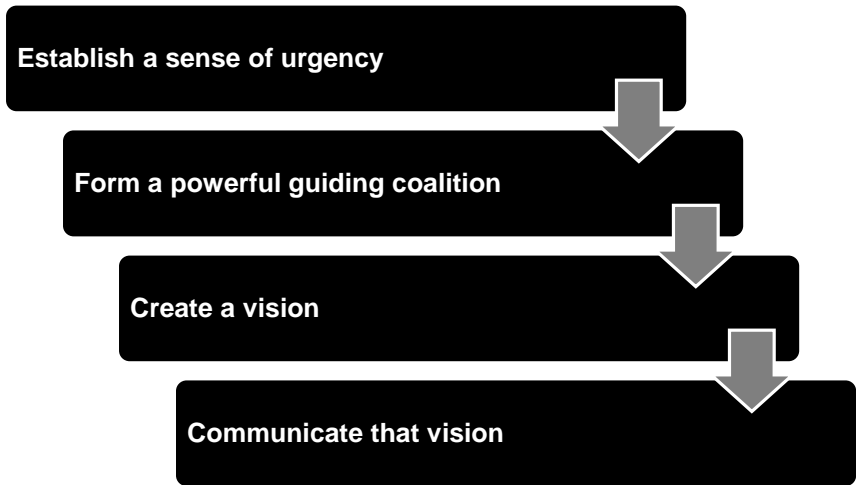 Establish a sense of urgency
Form a powerful guiding coalition
Create a vision
Communicate that vision